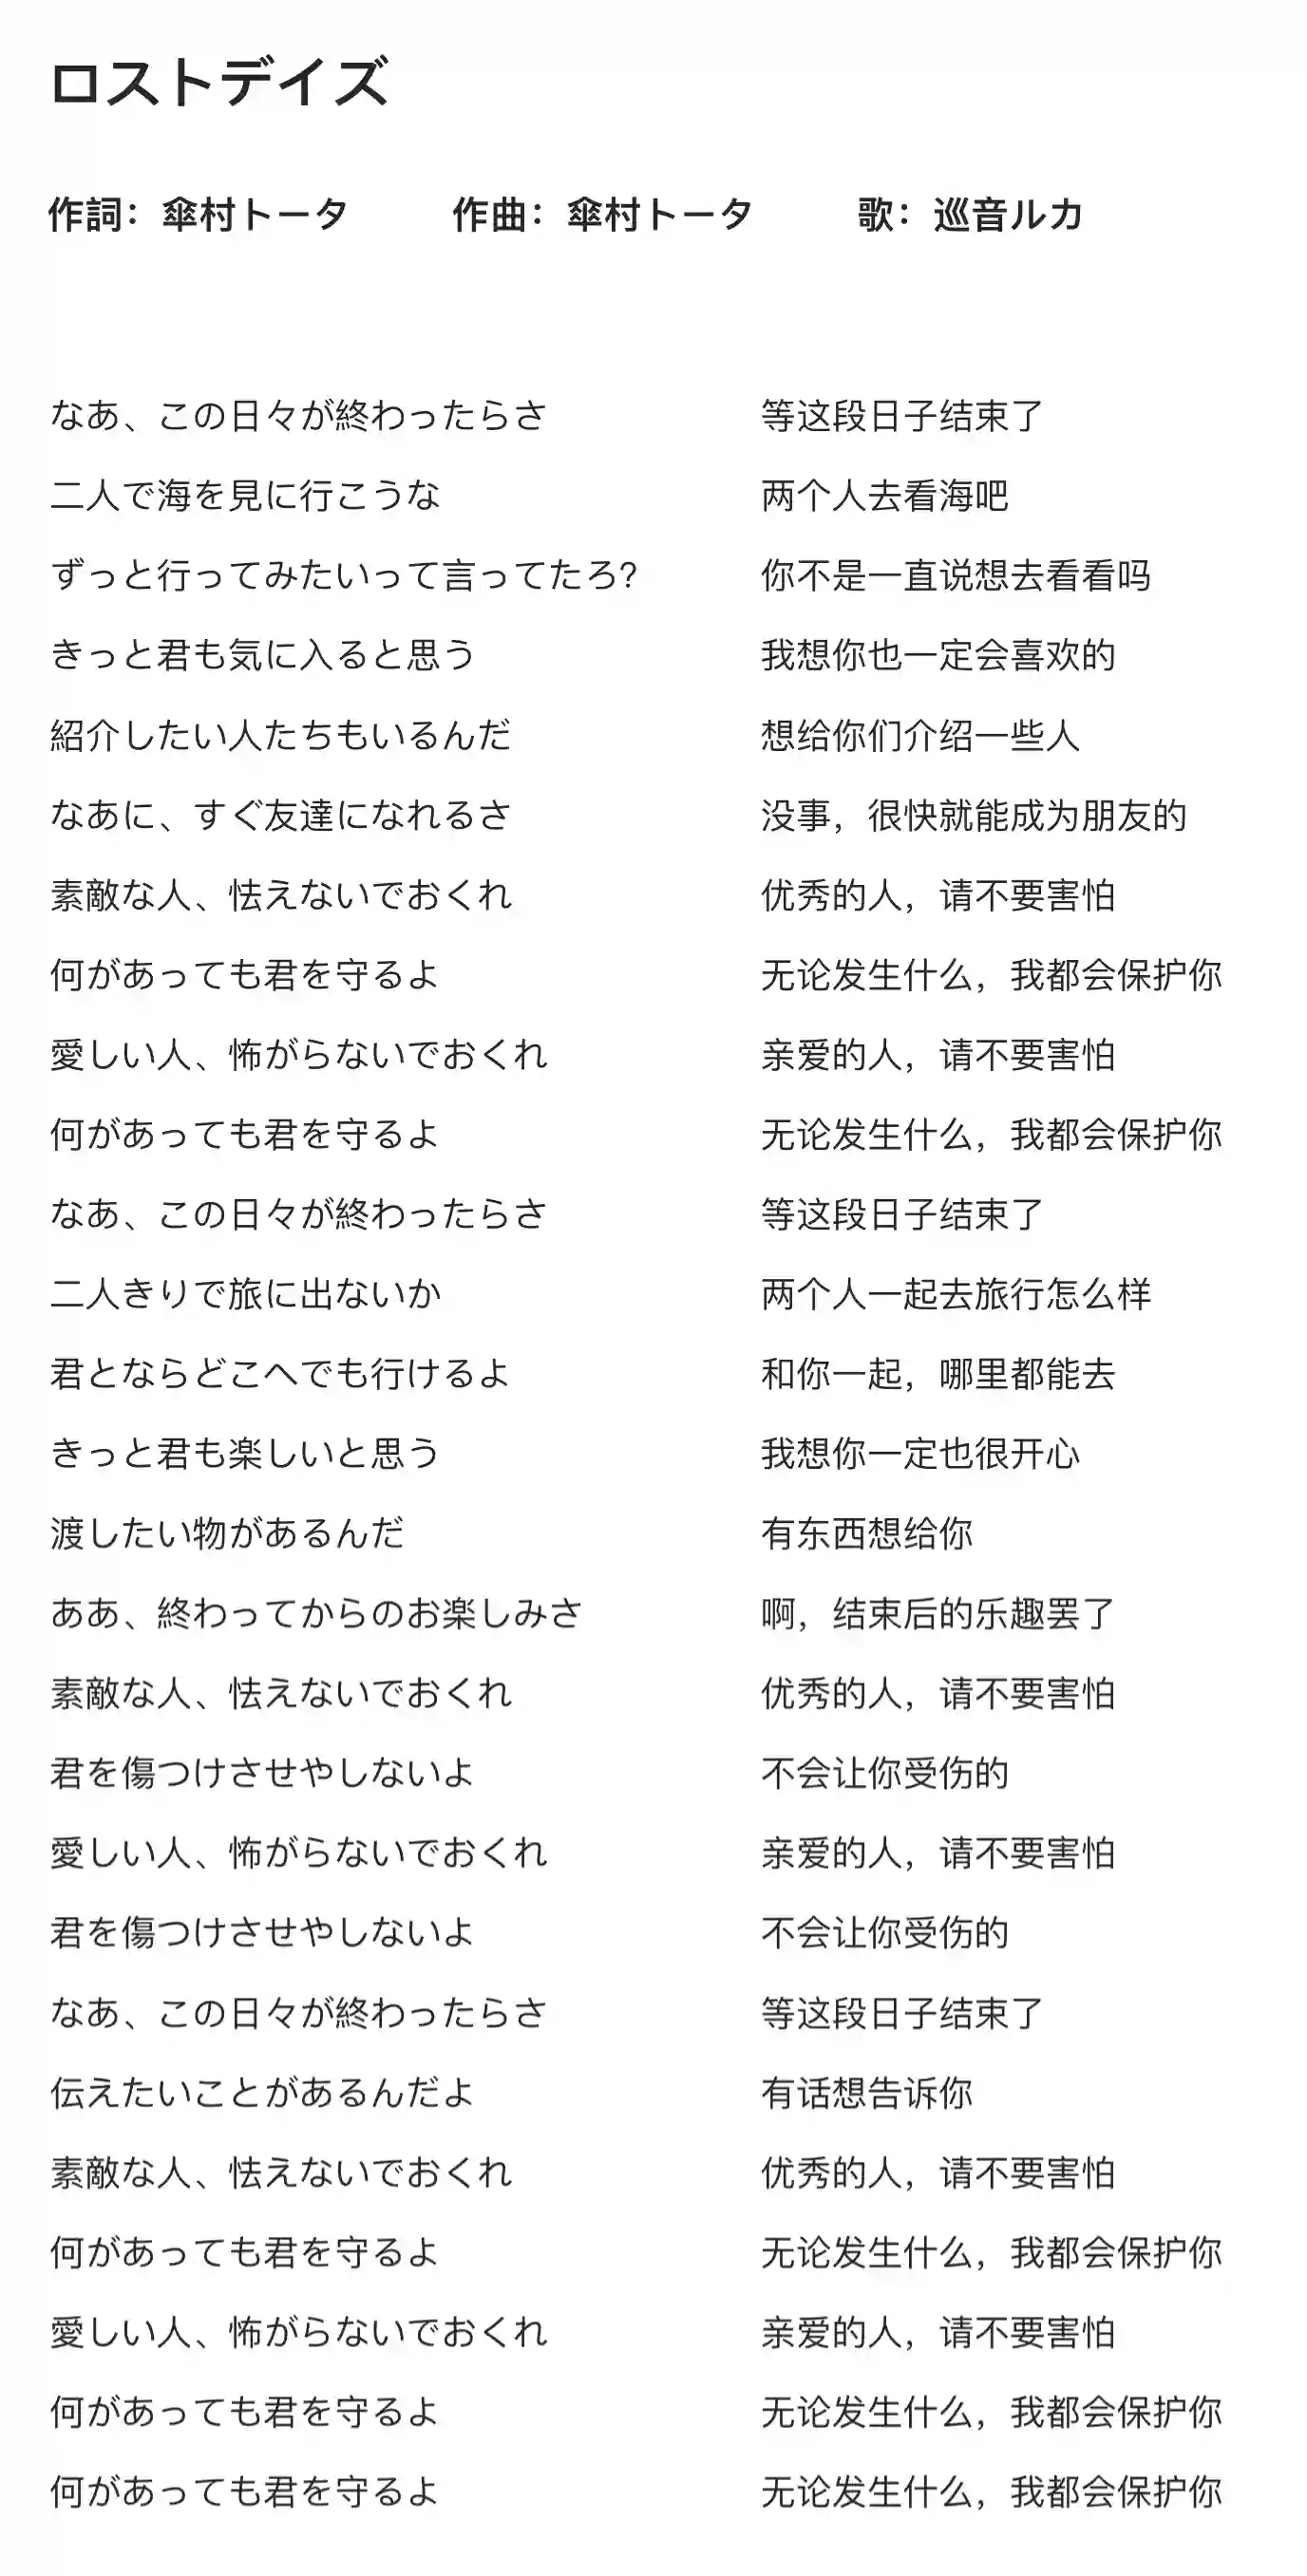 ロストデイズ
作詞：傘村トータ 作曲：傘村トータ 歌：巡音ルカ
なあ、この日々が終わったらさ 等这段日子结束了
二人で海を見に行こうな 两个人去看海吧
ずっと行ってみたいって言ってたろ? 你不是一直说想去看看吗
きっと君も気に入ると思う 我想你也一定会喜欢的
紹介したい人たちもいるんだ 想给你们介绍一些人
なあに、すぐ友達になれるさ 没事，很快就能成为朋友的
素敵な人、怯えないでおくれ 优秀的人，请不要害怕
何があっても君を守るよ 无论发生什么，我都会保护你
愛しい人、怖がらないでおくれ 亲爱的人，请不要害怕
何があっても君を守るよ 无论发生什么，我都会保护你
なあ、この日々が終わったらさ 等这段日子结束了
二人きりで旅に出ないか 两个人一起去旅行怎么样
君とならどこへでも行けるよ 和你一起，哪里都能去
きっと君も楽しいと思う 我想你一定也很开心
渡したい物があるんだ 有东西想给你
ああ、終わってからのお楽しみさ 啊，结束后的乐趣罢了
素敵な人、怯えないでおくれ 优秀的人，请不要害怕
君を傷つけさせやしないよ 不会让你受伤的
愛しい人、怖がらないでおくれ 亲爱的人，请不要害怕
君を傷つけさせやしないよ 不会让你受伤的
なあ、この日々が終わったらさ 等这段日子结束了
伝えたいことがあるんだよ 有话想告诉你
素敵な人、怯えないでおくれ 优秀的人，请不要害怕
何があっても君を守るよ 无论发生什么，我都会保护你
愛しい人、怖がらないでおくれ 亲爱的人，请不要害怕
何があっても君を守るよ 无论发生什么，我都会保护你
何があっても君を守るよ 无论发生什么，我都会保护你